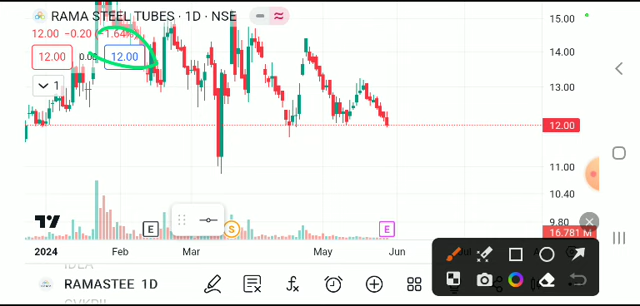 RAMA STEEL TUBES · 1D · NSE
12.00 −0.20 (−1.64%)
12.00 0.00 12.00
1
15.00
14.00
13.00
12.00
11.00
10.40
9.80
16.781 M
E S E
2024 Feb Mar May Jun Jul
RAMASTEE 1D